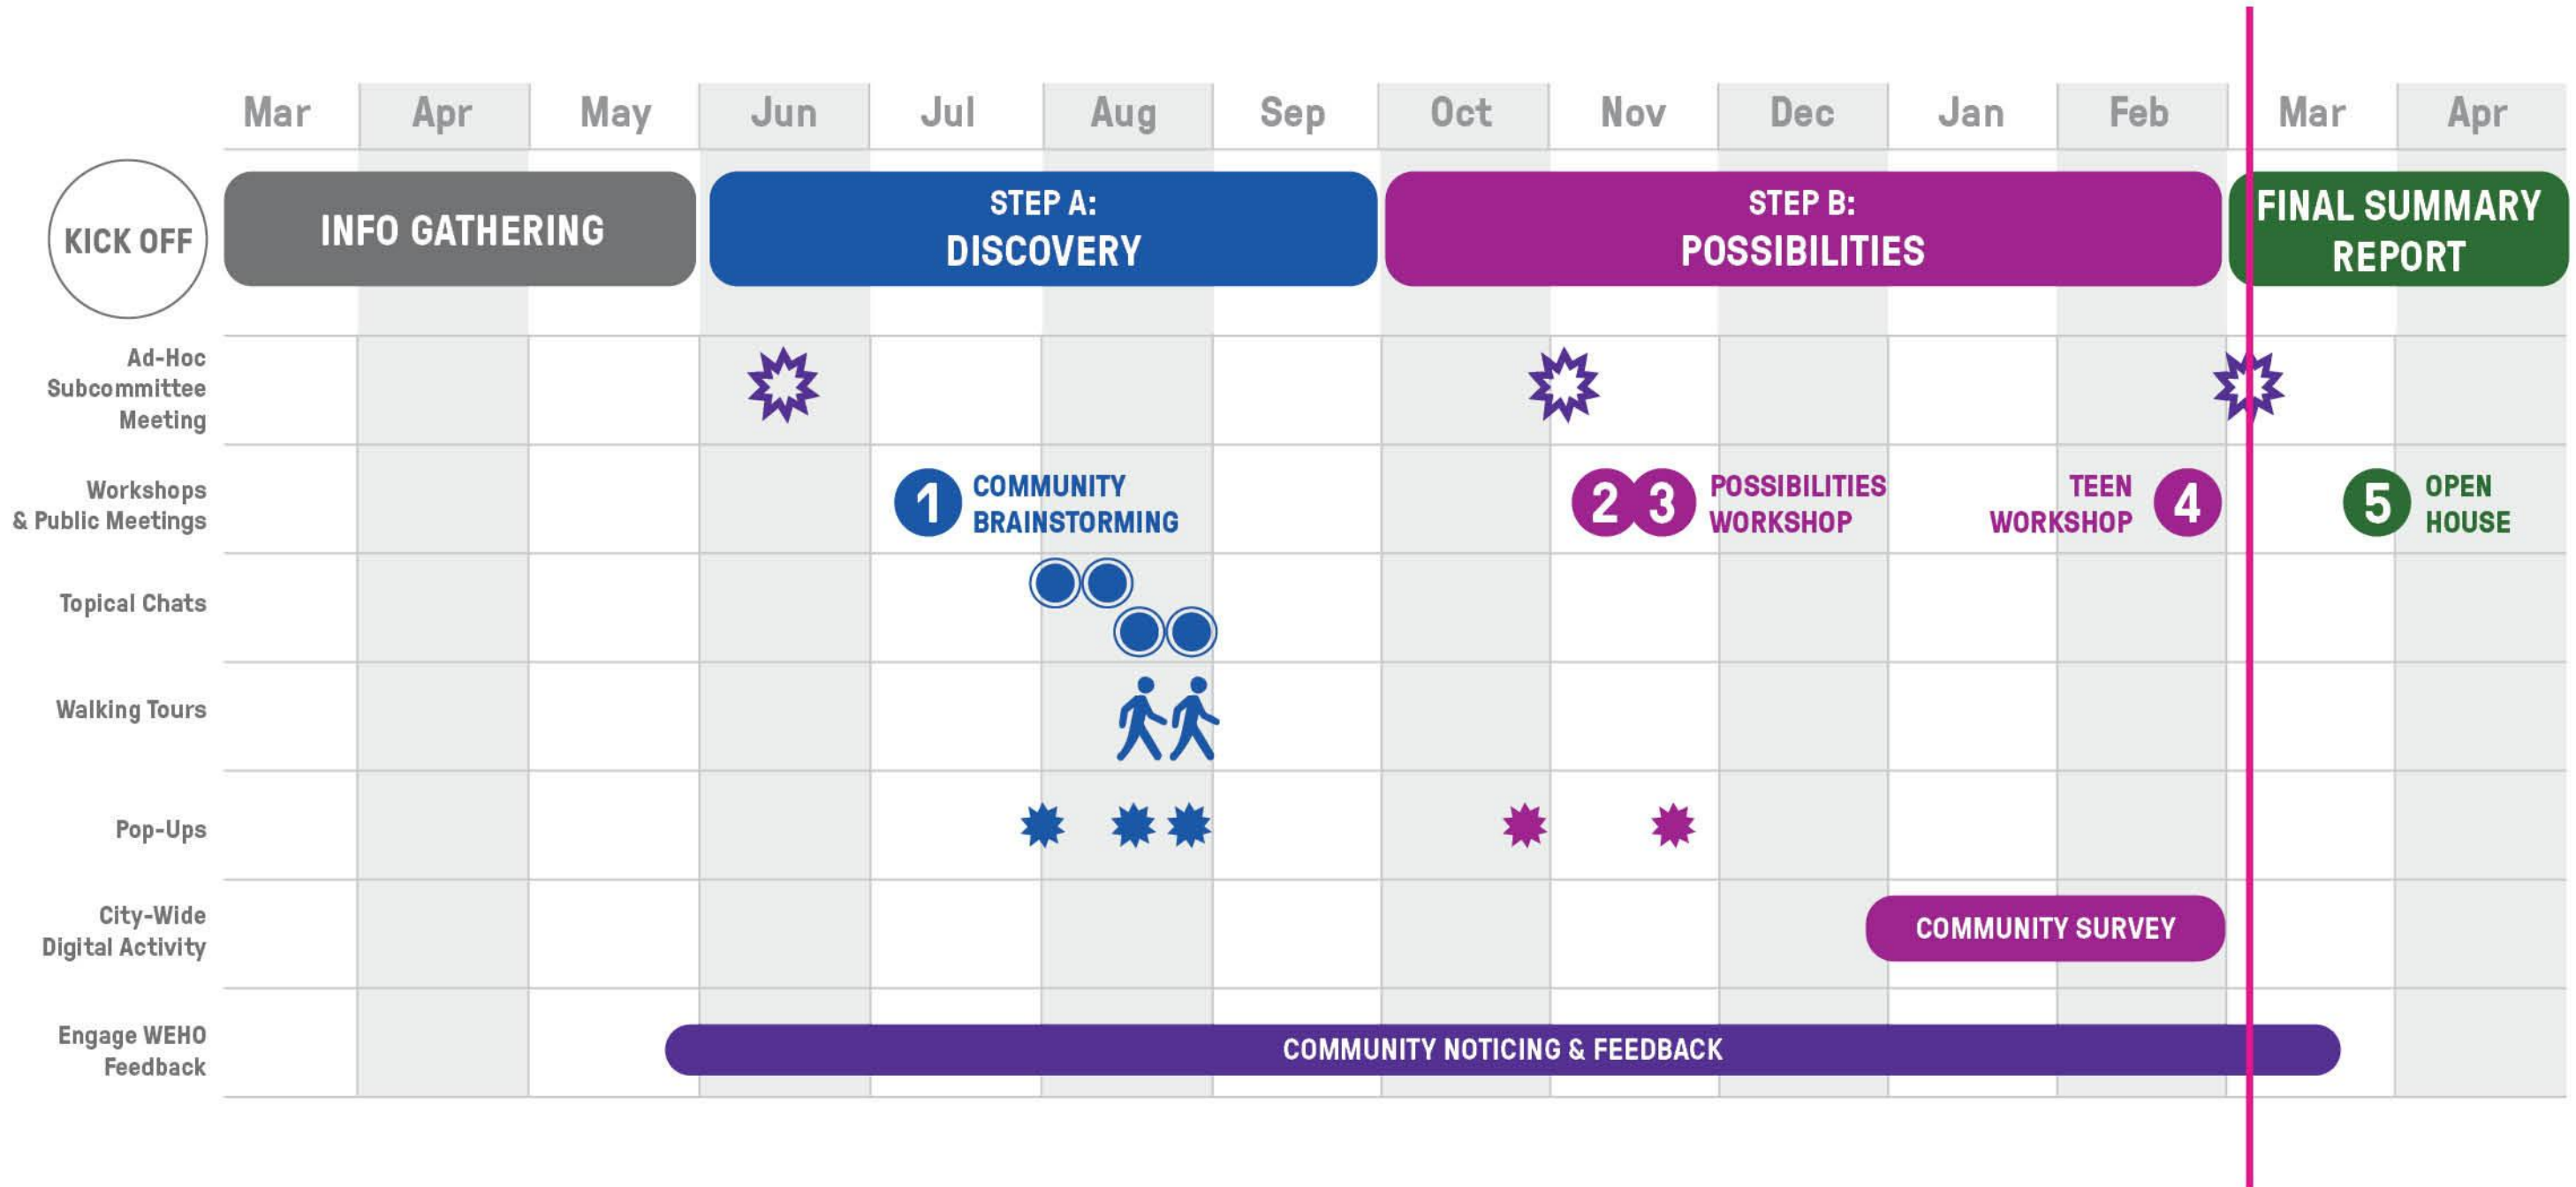 Mar Apr May Jun Jul Aug Sep Oct Nov Dec Jan Feb Mar Apr
KICK OFF
INFO GATHERING
STEP A:
DISCOVERY
STEP B:
POSSIBILITIES
FINAL SUMMARY
REPORT
Ad-Hoc
Subcommittee
Meeting
Workshops
& Public Meetings
1
COMMUNITY
BRAINSTORMING
2 3
POSSIBILITIES
WORKSHOP
TEEN
WORKSHOP
4
5
OPEN
HOUSE
Topical Chats
Walking Tours
Pop-Ups
City-Wide
Digital Activity
COMMUNITY SURVEY
Engage WEHO
Feedback
COMMUNITY NOTICING & FEEDBACK